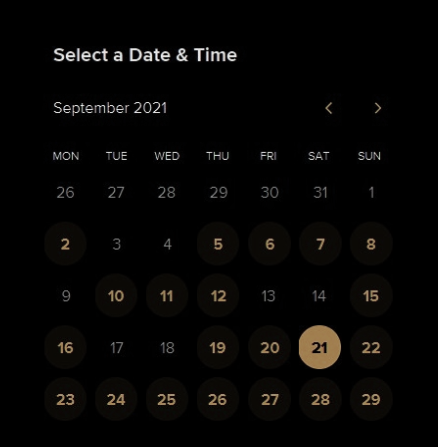 Select a Date & Time
September 2021
MON TUE WED THU FRI SAT SUN
26 27 28 29 30 31 1
2 3 4 5 6 7 8
9 10 11 12 13 14 15
16 17 18 19 20 21 22
23 24 25 26 27 28 29